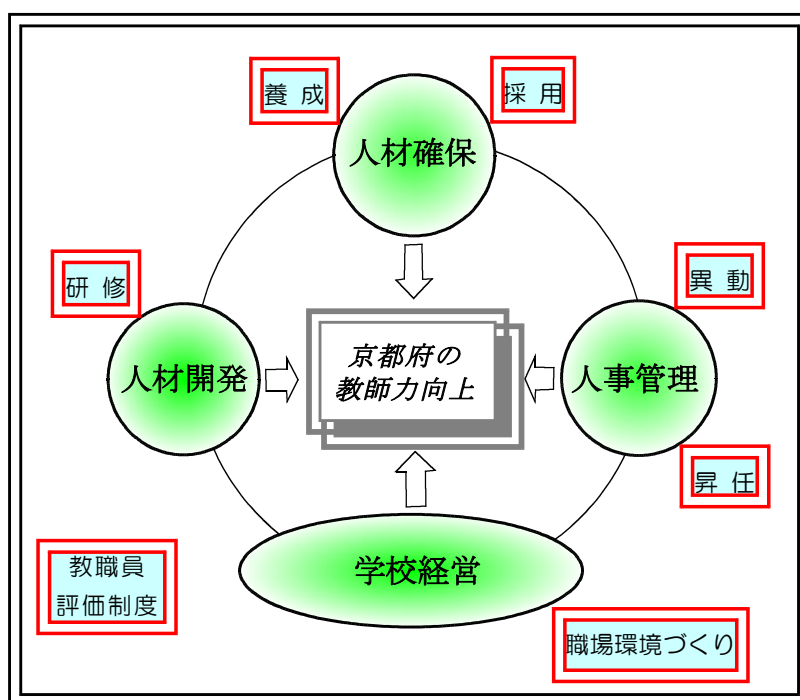 養 成
採 用
人材確保
研 修
異 動
人材開発
京都府の
教師力向上
人事管理
昇 任
学校経営
教職員
評価制度
職場環境づくり